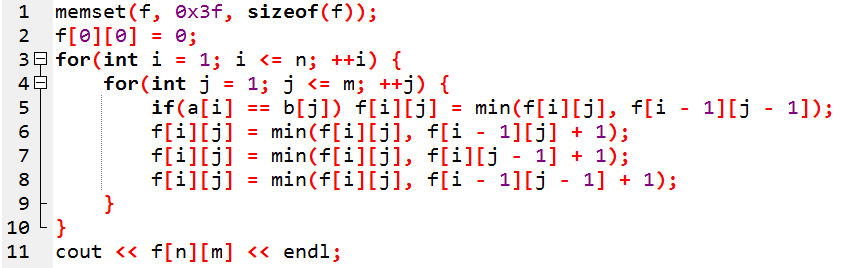 1 memset(f, 0x3f, sizeof(f));
2 f[0][0] = 0;
3 for(int i = 1; i <= n; ++i) {
4     for(int j = 1; j <= m; ++j) {
5         if(a[i] == b[j]) f[i][j] = min(f[i][j], f[i - 1][j - 1]);
6         f[i][j] = min(f[i][j], f[i - 1][j] + 1);
7         f[i][j] = min(f[i][j], f[i][j - 1] + 1);
8         f[i][j] = min(f[i][j], f[i - 1][j - 1] + 1);
9     }
10 }
11 cout << f[n][m] << endl;